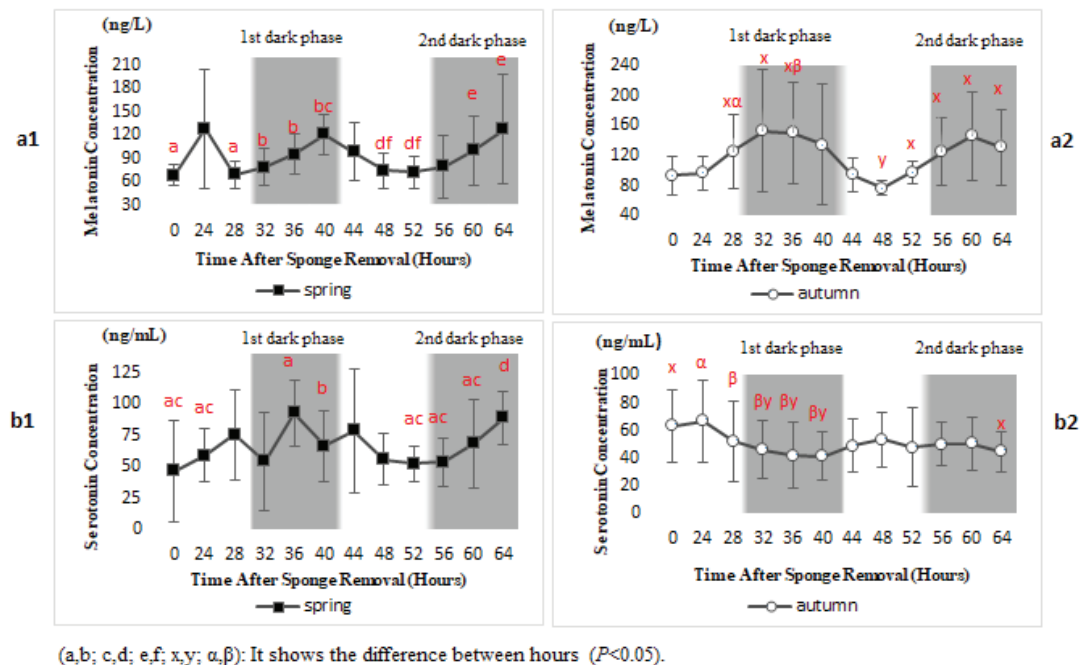 a1
(ng/L)
1st dark phase
2nd dark phase
Melatonin Concentration
210
180
150
120
90
60
30
a
a
b
b
bc
df
df
e
e
0 24 28 32 36 40 44 48 52 56 60 64
Time After Sponge Removal (Hours)
spring
a2
(ng/L)
1st dark phase
2nd dark phase
Melatonin Concentration
240
200
160
120
80
40
xα
x
xβ
y
x
x
x
x
0 24 28 32 36 40 44 48 52 56 60 64
Time After Sponge Removal (Hours)
autumn
b1
(ng/mL)
1st dark phase
2nd dark phase
Serotonin Concentration
125
100
75
50
25
0
ac
ac
a
b
ac
ac
ac
d
0 24 28 32 36 40 44 48 52 56 60 64
Time After Sponge Removal (Hours)
spring
b2
(ng/mL)
1st dark phase
2nd dark phase
Serotonin Concentration
100
80
60
40
20
0
x
α
β
βy
βy
βy
x
0 24 28 32 36 40 44 48 52 56 60 64
Time After Sponge Removal (Hours)
autumn
(a,b; c,d; e,f; x,y; α,β): It shows the difference between hours (P<0.05).